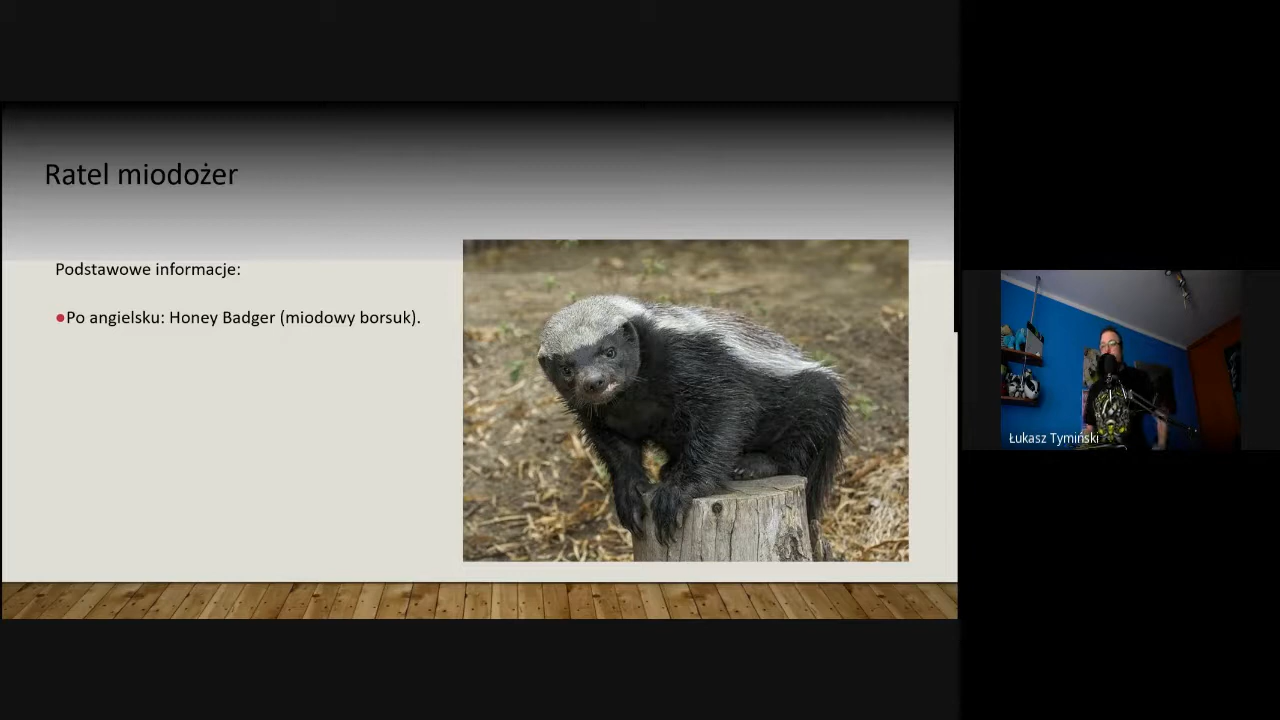 Ratel miodożer
Podstawowe informacje:
●Po angielsku: Honey Badger (miodowy borsuk).
Łukasz Tymiński